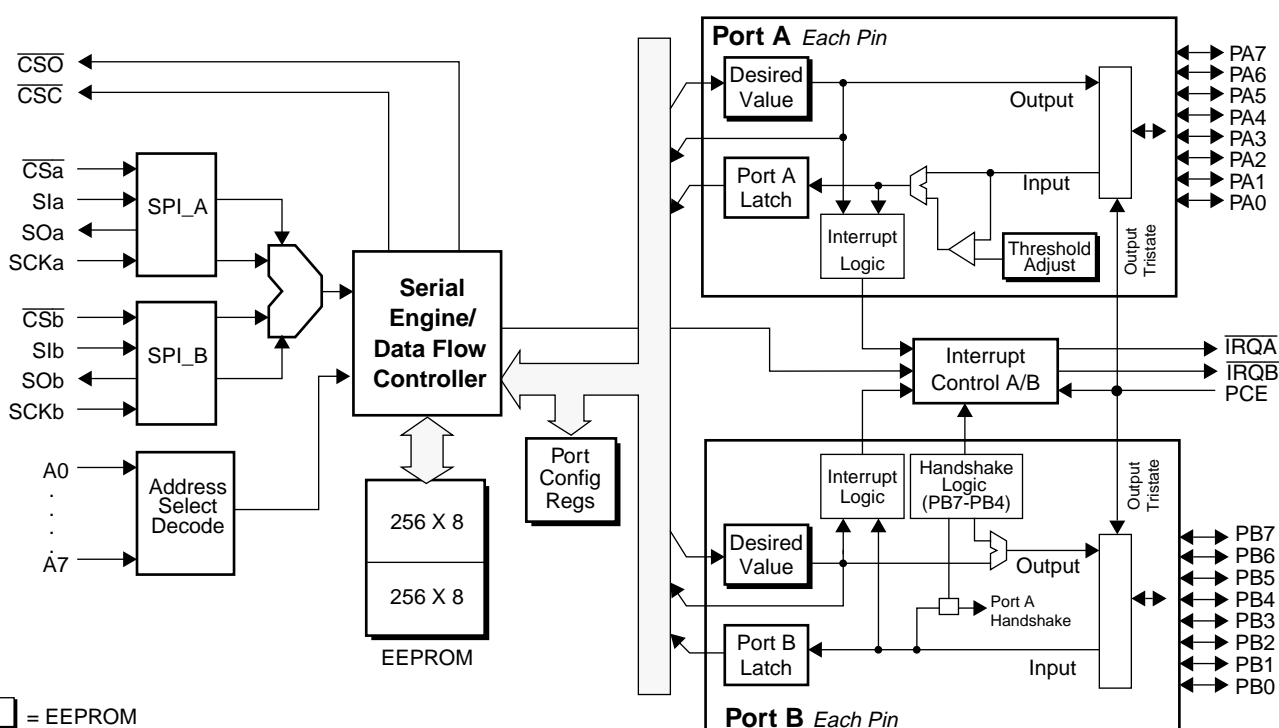 CSO
CSC
CSa
SIa
SOa
SCKa
SPI_A
CSb
SIb
SOb
SCKb
SPI_B
A0
.
.
.
.
A7
Address
Select
Decode
Serial
Engine/
Data Flow
Controller
256 X 8
256 X 8
EEPROM
Port
Config
Regs
Port A Each Pin
Desired
Value
Output
Port A
Latch
Input
Interrupt
Logic
Threshold
Adjust
Output
Tristate
PA7
PA6
PA5
PA4
PA3
PA2
PA1
PA0
Interrupt
Control A/B
IRQA
IRQB
PCE
Interrupt
Logic
Handshake
Logic
(PB7-PB4)
Output
Tristate
Desired
Value
Output
Port A
Handshake
Port B
Latch
Input
PB7
PB6
PB5
PB4
PB3
PB2
PB1
PB0
Port B Each Pin
= EEPROM